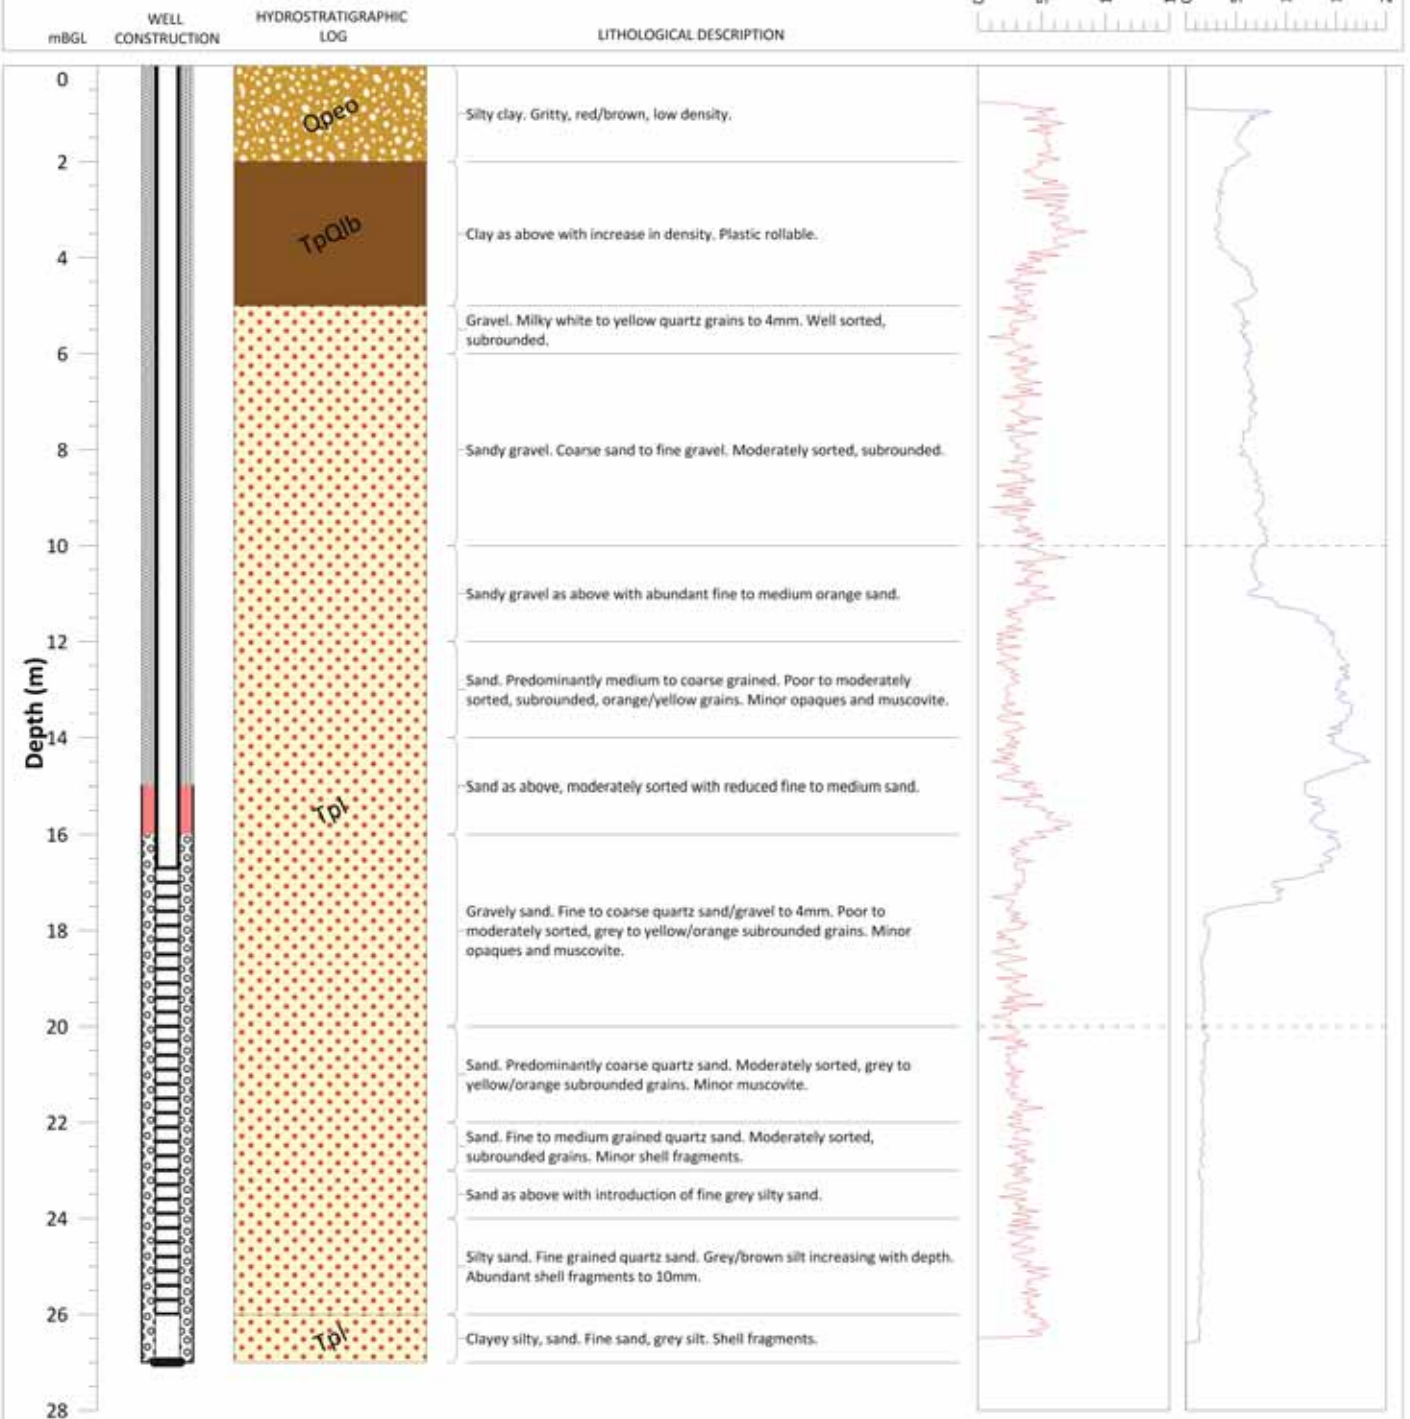 mBGL
WELL
CONSTRUCTION
HYDROSTRATIGRAPHIC
LOG
LITHOLOGICAL DESCRIPTION
Depth (m)
0
2
4
6
8
10
12
14
16
18
20
22
24
26
28
Qpeo
TpQlb
Tpl
Tpl
Silty clay. Gritty, red/brown, low density.
Clay as above with increase in density. Plastic rollable.
Gravel. Milky white to yellow quartz grains to 4mm. Well sorted,
subrounded.
Sandy gravel. Coarse sand to fine gravel. Moderately sorted, subrounded.
Sandy gravel as above with abundant fine to medium orange sand.
Sand. Predominantly medium to coarse grained. Poor to moderately
sorted, subrounded, orange/yellow grains. Minor opaques and muscovite.
Sand as above, moderately sorted with reduced fine to medium sand.
Gravely sand. Fine to coarse quartz sand/gravel to 4mm. Poor to
moderately sorted, grey to yellow/orange subrounded grains. Minor
opaques and muscovite.
Sand. Predominantly coarse quartz sand. Moderately sorted, grey to
yellow/orange subrounded grains. Minor muscovite.
Sand. Fine to medium grained quartz sand. Moderately sorted,
subrounded grains. Minor shell fragments.
Sand as above with introduction of fine grey silty sand.
Silty sand. Fine grained quartz sand. Grey/brown silt increasing with depth.
Abundant shell fragments to 10mm.
Clayey silty, sand. Fine sand, grey silt. Shell fragments.